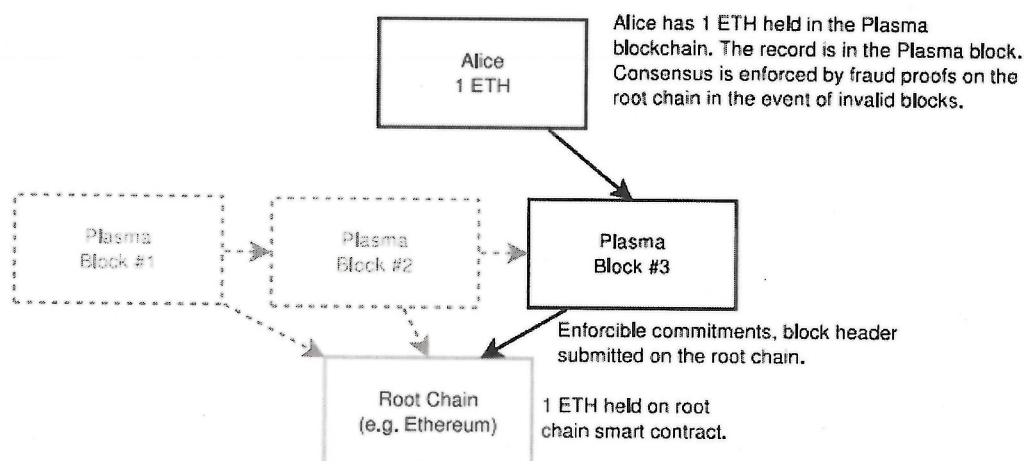 Alice has 1 ETH held in the Plasma
blockchain. The record is in the Plasma block.
Consensus is enforced by fraud proofs on the
root chain in the event of invalid blocks.
Alice
1 ETH
Plasma
Block #1
Plasma
Block #2
Plasma
Block #3
Enforcible commitments, block header
submitted on the root chain.
Root Chain
(e.g. Ethereum)
1 ETH held on root
chain smart contract.